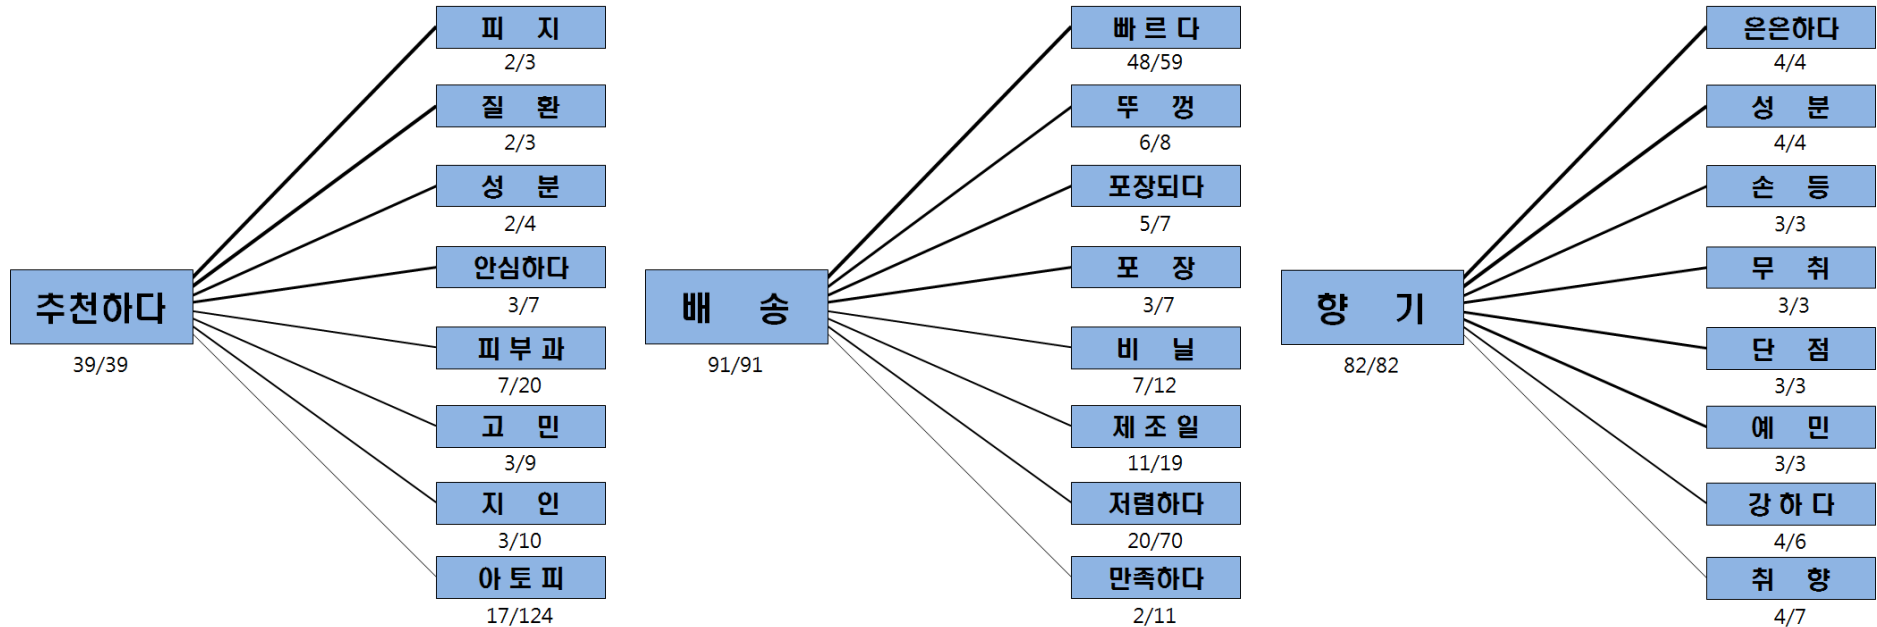 추천하다
39/39
피 지
2/3
질 환
2/3
성 분
2/4
안심하다
3/7
피 부 과
7/20
고 민
3/9
지 인
3/10
아 토 피
17/124
배 송
91/91
빠 르 다
48/59
뚜 껑
6/8
포장되다
5/7
포 장
3/7
비 닐
7/12
제 조 일
11/19
저렴하다
20/70
만족하다
2/11
향 기
82/82
은은하다
4/4
성 분
4/4
손 등
3/3
무 취
3/3
단 점
3/3
예 민
3/3
강 하 다
4/6
취 향
4/7